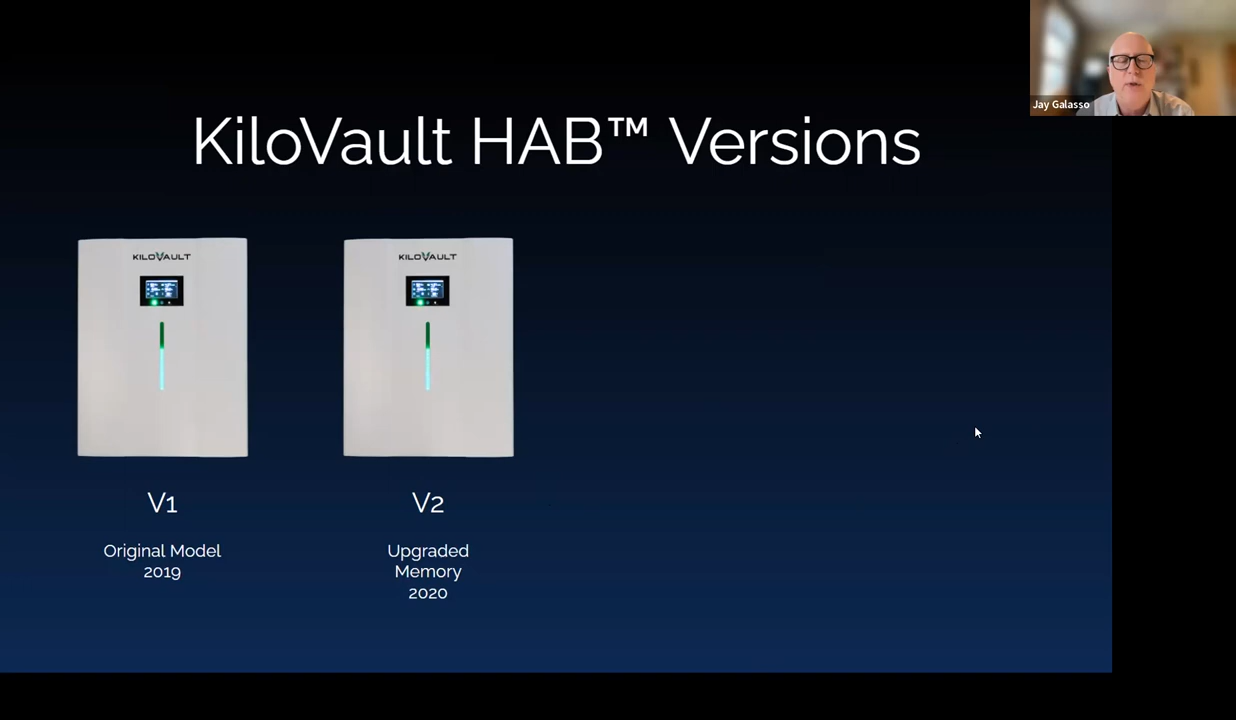 Jay Galasso
KiloVault HAB™ Versions
KILOVAULT
KILOVAULT
V1
V2
Original Model
2019
Upgraded
Memory
2020